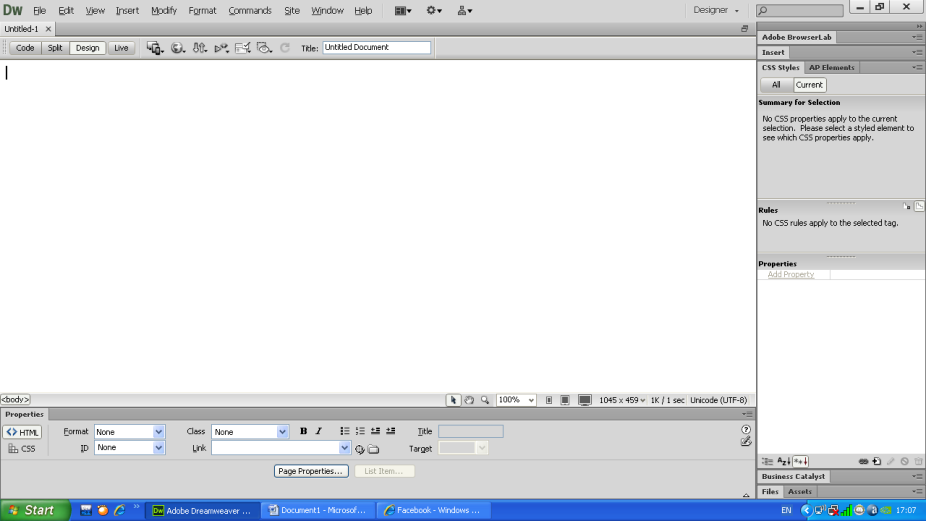 Dw File Edit View Insert Modify Format Commands Site Window Help Designer
Untitled-1 ×
Code Split Design Live Title: Untitled Document
Adobe BrowserLab
Insert
CSS Styles AP Elements
All Current
Summary for Selection
No CSS properties apply to the current
selection. Please select a styled element to
see which CSS properties apply.
Rules
No CSS rules apply to the selected tag.
Properties
Add Property
<body> 100% 1045 x 459 1K / 1 sec Unicode (UTF-8)
Properties
<> HTML Format None Class None B I Title
CSS ID None Link Target
Page Properties... List Item...
Business Catalyst
Files Assets
Start Dw Adobe Dreamweaver ... Document1 - Microsof... Facebook - Windows ... EN 17:07